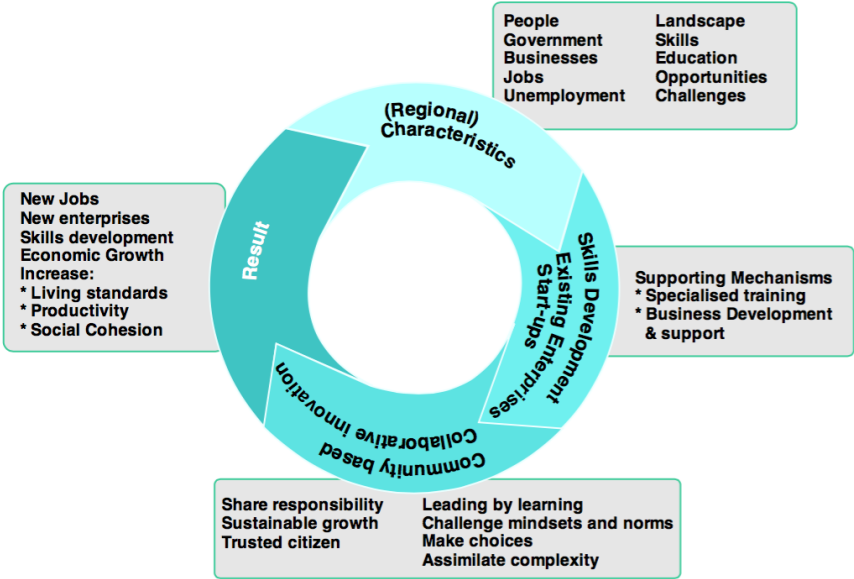 People
Government
Businesses
Jobs
Unemployment
Landscape
Skills
Education
Opportunities
Challenges
(Regional)
Characteristics
Skills Development
Existing Enterprises
Start-ups
Supporting Mechanisms
* Specialised training
* Business Development
& support
Community based
Collaborative innovation
Share responsibility
Sustainable growth
Trusted citizen
Leading by learning
Challenge mindsets and norms
Make choices
Assimilate complexity
Result
New Jobs
New enterprises
Skills development
Economic Growth
Increase:
* Living standards
* Productivity
* Social Cohesion